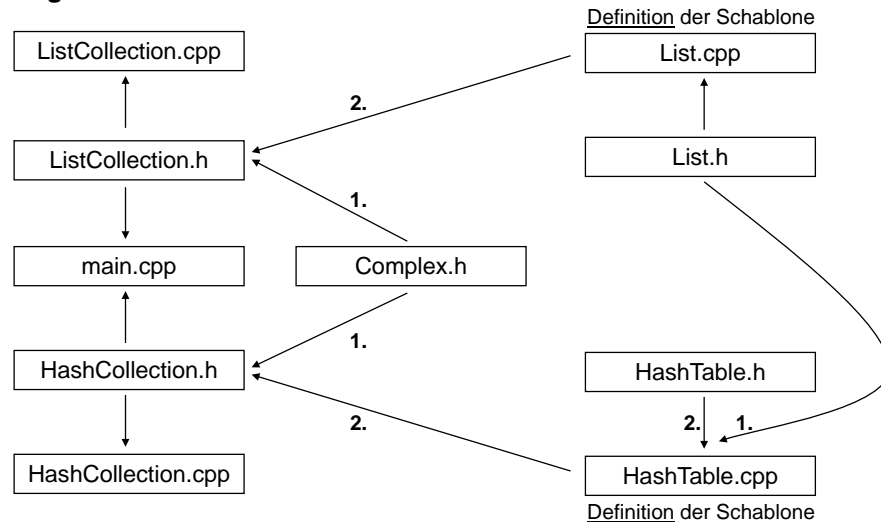 Definition der Schablone
ListCollection.cpp
List.cpp
2.
ListCollection.h
List.h
1.
main.cpp
Complex.h
1.
HashCollection.h
HashTable.h
2.
2. 1.
HashCollection.cpp
HashTable.cpp
Definition der Schablone